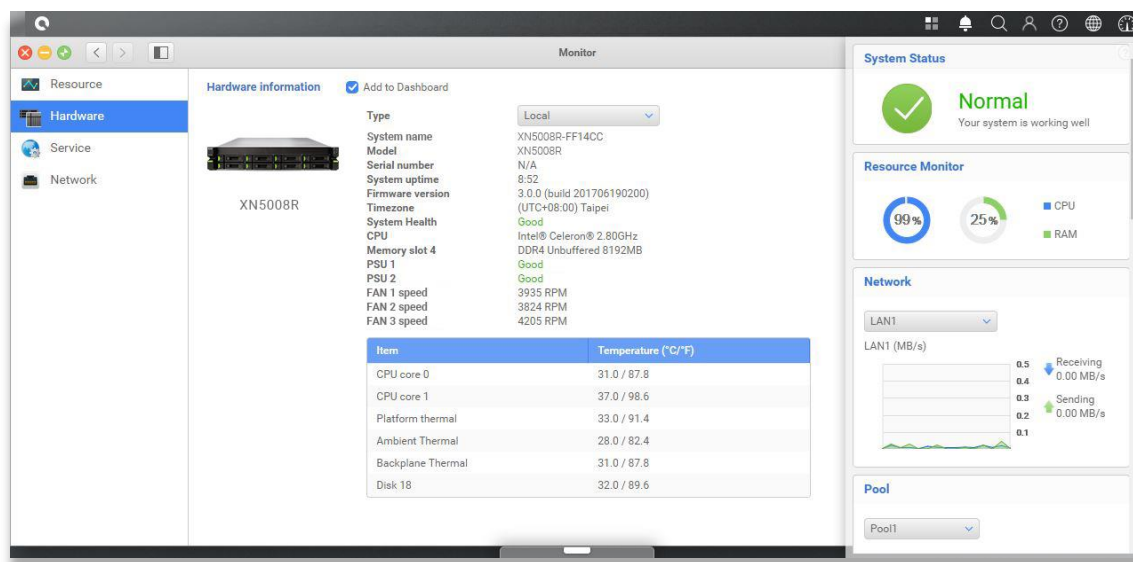 Monitor
Resource
Hardware
Service
Network
Hardware information
Add to Dashboard
XN5008R
Type Local
System name XN5008R-FF14CC
Model XN5008R
Serial number N/A
System uptime 8:52
Firmware version 3.0.0 (build 201706190200)
Timezone (UTC+08:00) Taipei
System Health Good
CPU Intel® Celeron® 2.80GHz
Memory slot 4 DDR4 Unbuffered 8192MB
PSU 1 Good
PSU 2 Good
FAN 1 speed 3935 RPM
FAN 2 speed 3824 RPM
FAN 3 speed 4205 RPM
Item Temperature (°C/°F)
CPU core 0 31.0 / 87.8
CPU core 1 37.0 / 98.6
Platform thermal 33.0 / 91.4
Ambient Thermal 28.0 / 82.4
Backplane Thermal 31.0 / 87.8
Disk 18 32.0 / 89.6
System Status
Normal
Your system is working well
Resource Monitor
99%
25%
CPU
RAM
Network
LAN1
LAN1 (MB/s)
0.5
0.4
0.3
0.2
0.1
Receiving
0.00 MB/s
Sending
0.00 MB/s
Pool
Pool1